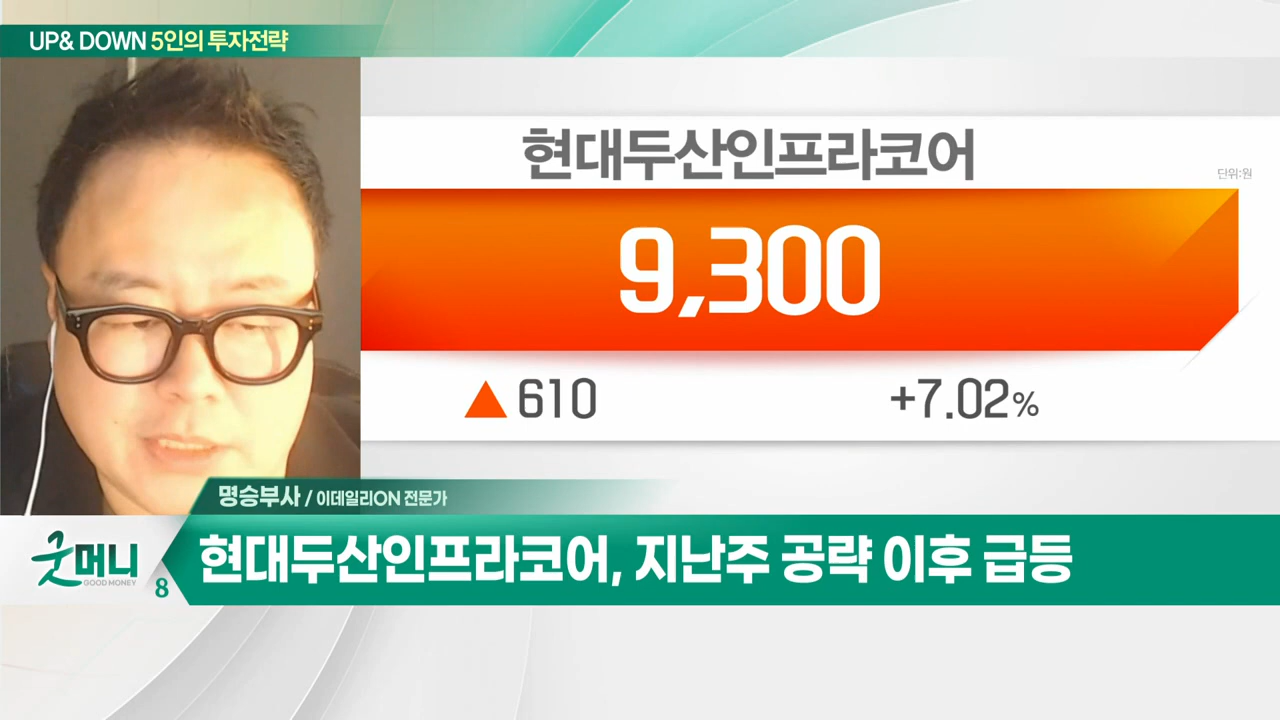 UP& DOWN 5인의 투자전략
현대두산인프라코어
단위:원
9,300
▲ 610 +7.02%
명승부사 / 이데일리ON 전문가
굿머니
GOOD MONEY
8
현대두산인프라코어, 지난주 공략 이후 급등